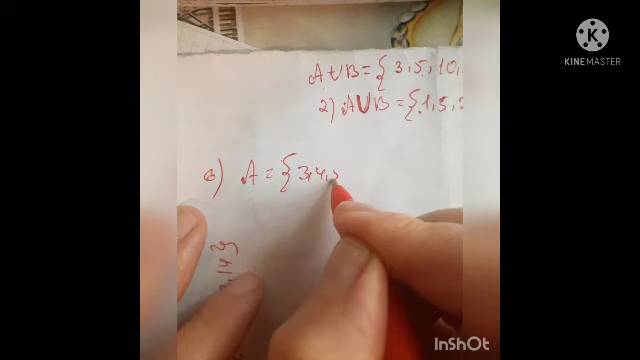 A∪B={3,5,10,
2) A∪B={1,5,
в) A={3,4,
KINEMASTER
InShOt